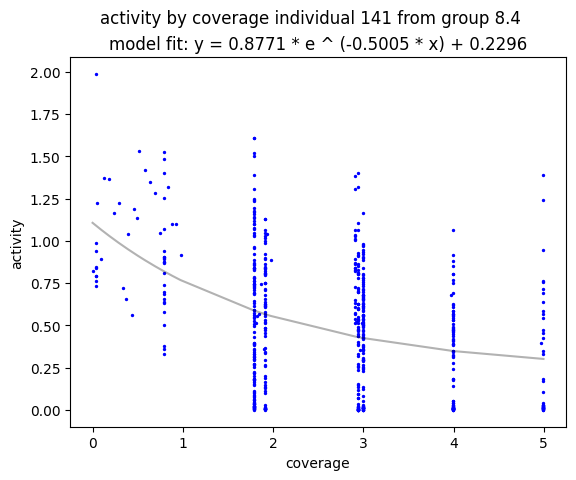 activity by coverage individual 141 from group 8.4
model fit: y = 0.8771 * e ^ (-0.5005 * x) + 0.2296
2.00
1.75
1.50
1.25
1.00
0.75
0.50
0.25
0.00
activity
0 1 2 3 4 5
coverage